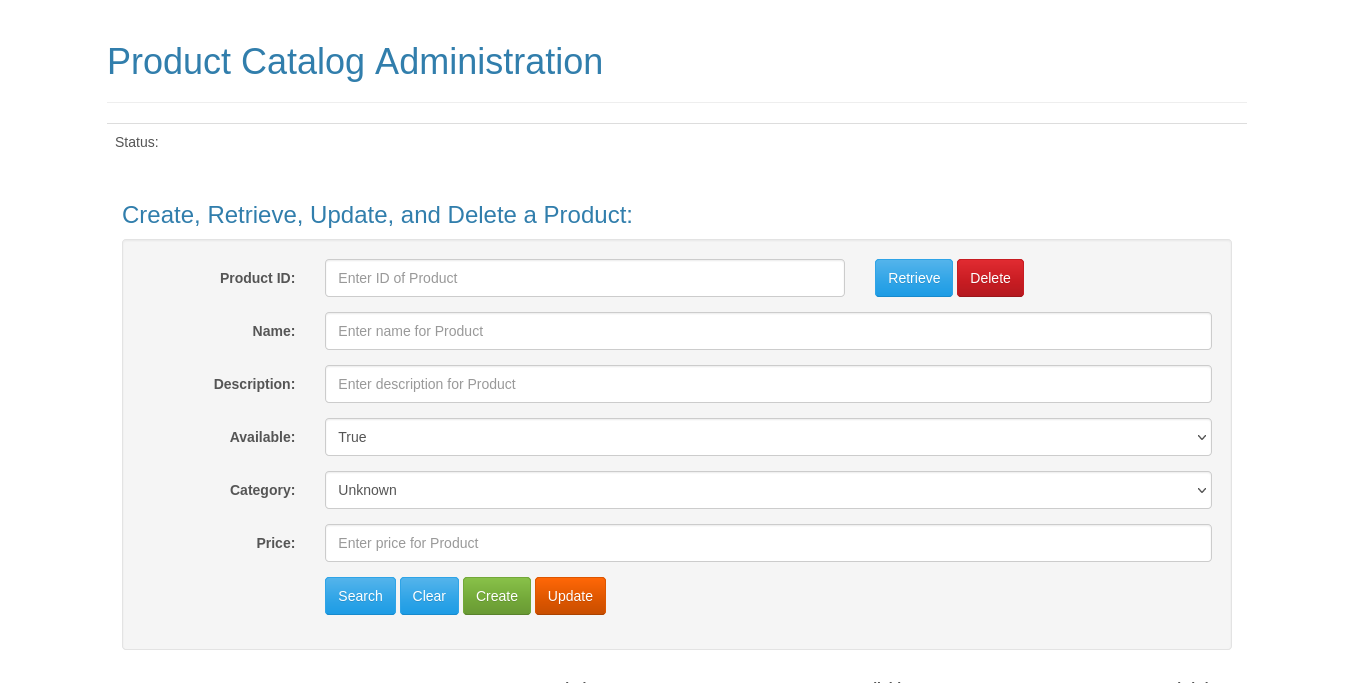 Product Catalog Administration
Status:
Create, Retrieve, Update, and Delete a Product:
Product ID: Enter ID of Product Retrieve Delete
Name: Enter name for Product
Description: Enter description for Product
Available: True
Category: Unknown
Price: Enter price for Product
Search Clear Create Update